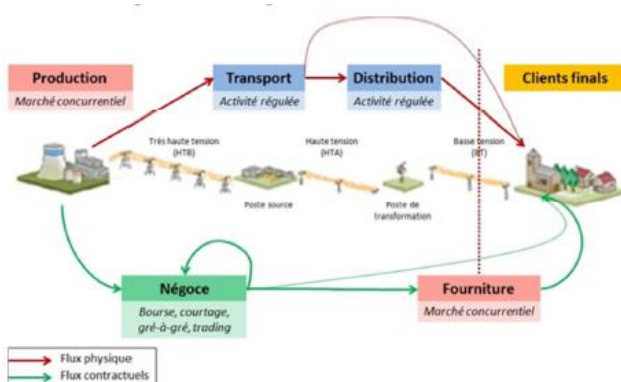 Production
Marché concurrentiel
Transport
Activité régulée
Distribution
Activité régulée
Clients finals
Très haute tension
(HTB)
Haute tension
(HTA)
Basse tension
(BT)
Poste source
Poste de
transformation
Négoce
Bourse, courtage,
gré-à-gré, trading
Fourniture
Marché concurrentiel
Flux physique
Flux contractuels